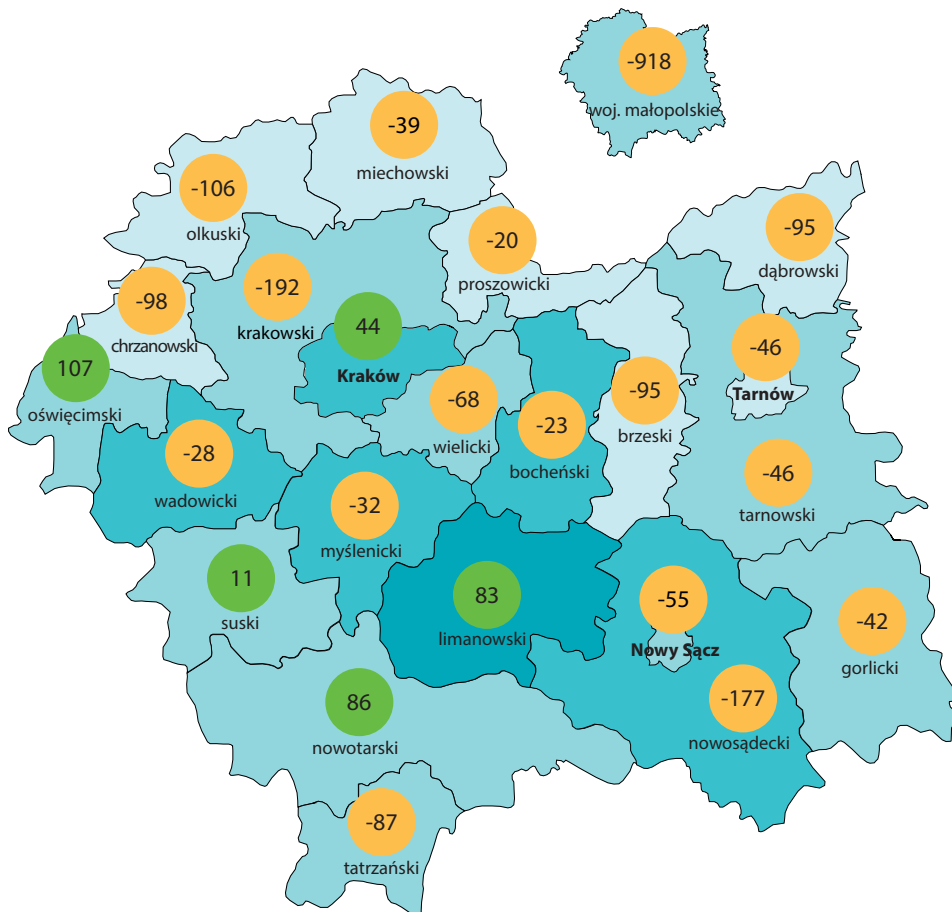 -918
woj. małopolskie
-39
miechowski
-106
olkuski
-20
proszowicki
-95
dąbrowski
-98
chrzanowski
-192
krakowski
44
Kraków
107
oświęcimski
-46
Tarnów
-68
wielicki
-23
bocheński
-95
brzeski
-28
wadowicki
-32
myślenicki
-46
tarnowski
11
suski
83
limanowski
-55
Nowy Sącz
-42
gorlicki
86
nowotarski
-177
nowosądecki
-87
tatrzański